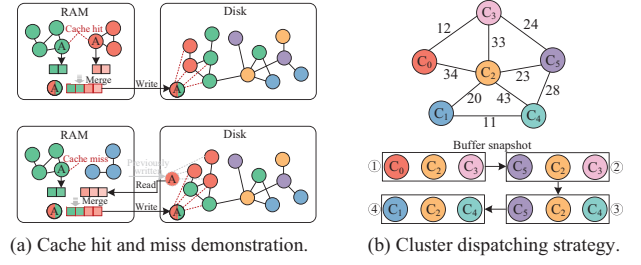 RAM
Disk
Cache hit
A
A
A
Merge
Write
A
RAM
Disk
Cache miss
Previously
written
A
A
Read
A
Merge
Write
A
(a) Cache hit and miss demonstration.
C3
12
24
33
C0
C5
34
C2
23
20
43
28
C1
C4
11
Buffer snapshot
① C0 C2 C3 C5 C2 C3 ②
④ C1 C2 C4 C5 C2 C4 ③
(b) Cluster dispatching strategy.